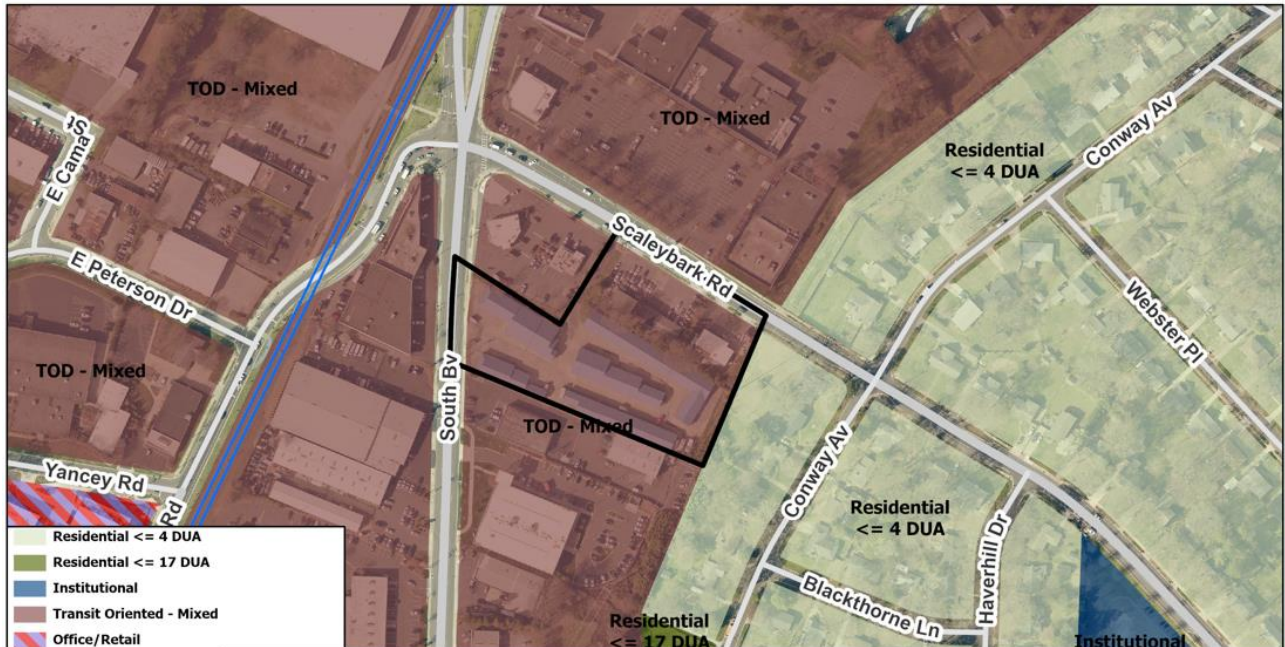 TOD - Mixed
TOD - Mixed
E Cama St
Residential
<= 4 DUA
Conway Av
Scaleybark Rd
E Peterson Dr
Webster Pl
TOD - Mixed
South Bv
TOD - Mixed
Yancey Rd
Rd
Conway Av
Residential
<= 4 DUA
Haverhill Dr
Blackthorne Ln
Residential
<= 17 DUA
Institutional
Residential <= 4 DUA
Residential <= 17 DUA
Institutional
Transit Oriented - Mixed
Office/Retail